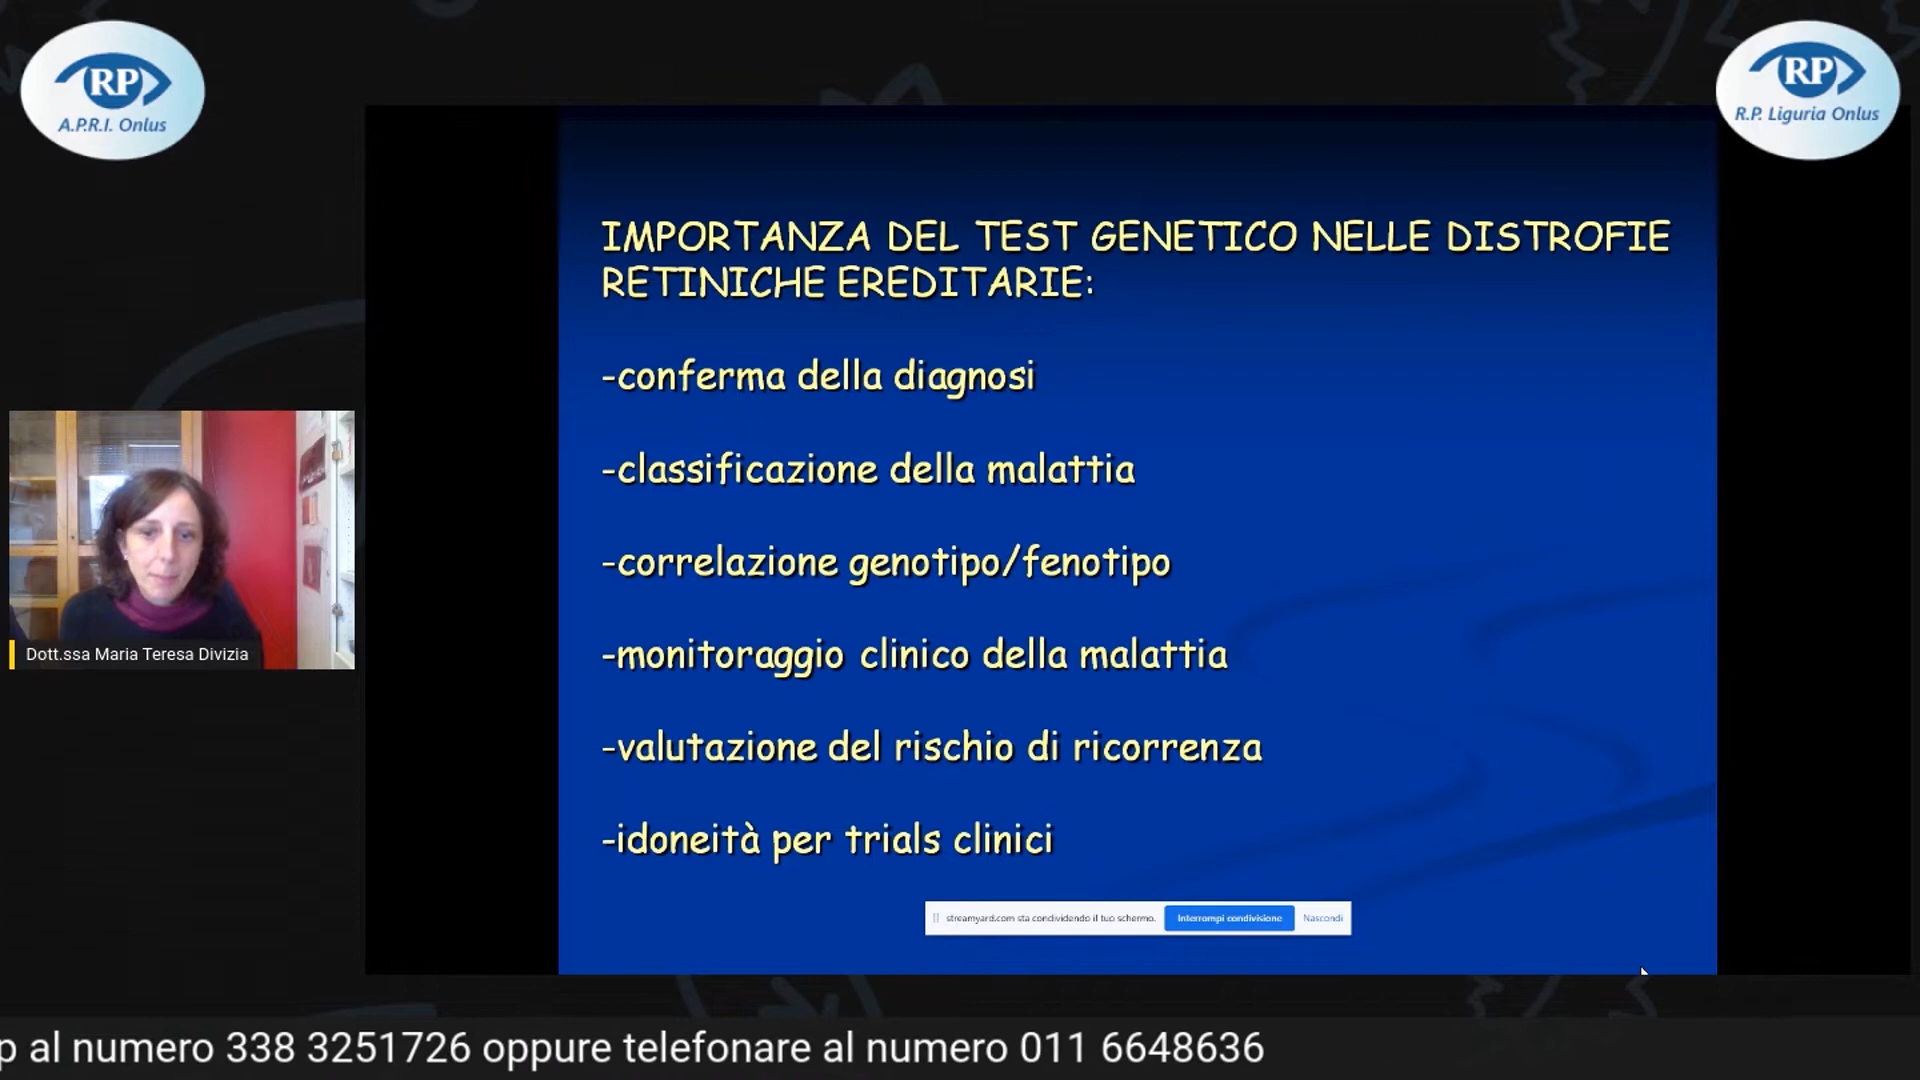 RP
A.P.R.I. Onlus
RP
R.P. Liguria Onlus
IMPORTANZA DEL TEST GENETICO NELLE DISTROFIE
RETINICHE EREDITARIE:
-conferma della diagnosi
-classificazione della malattia
-correlazione genotipo/fenotipo
-monitoraggio clinico della malattia
-valutazione del rischio di ricorrenza
-idoneità per trials clinici
Dott.ssa Maria Teresa Divizia
streamyard.com sta condividendo il tuo schermo. Interrompi condivisione Nascondi
p al numero 338 3251726 oppure telefonare al numero 011 6648636